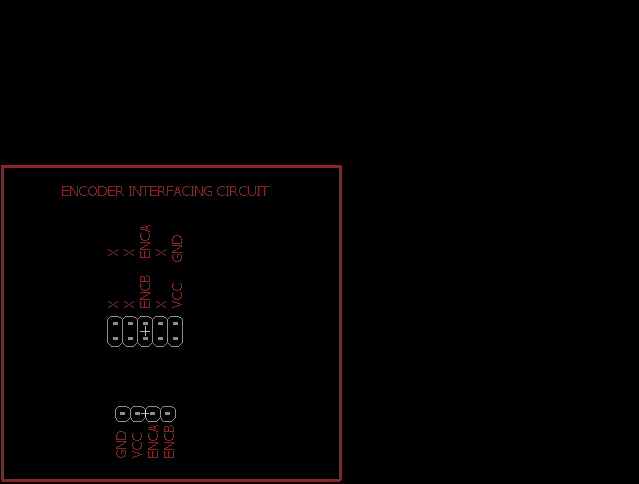 ENCODER INTERFACING CIRCUIT
X X ENCA X GND
X X ENCB X VCC
GND VCC ENCA ENCB